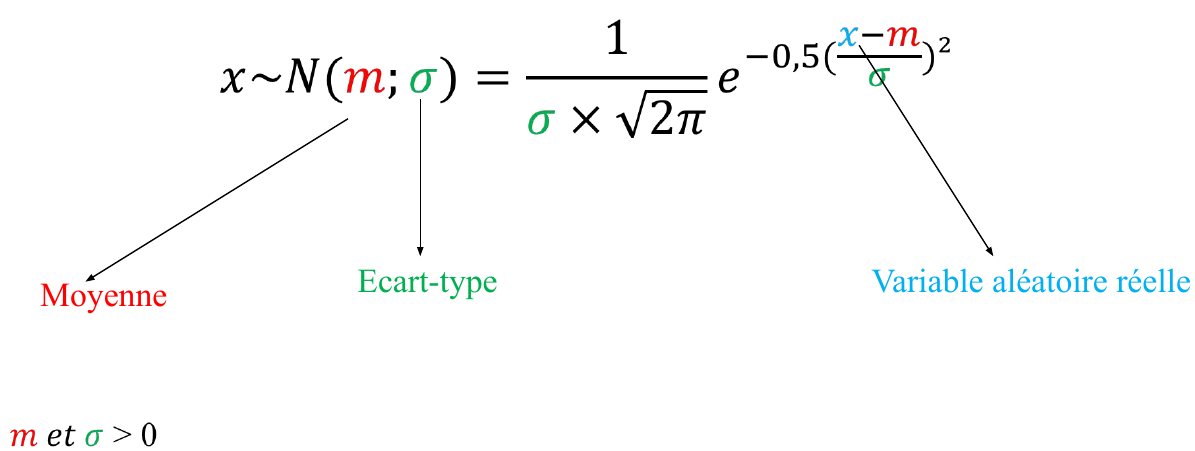 x~N(m; σ) = 1/(σ × √2π) e^−0,5((x−m)/σ)²
Moyenne
Ecart-type
Variable aléatoire réelle
m et σ > 0